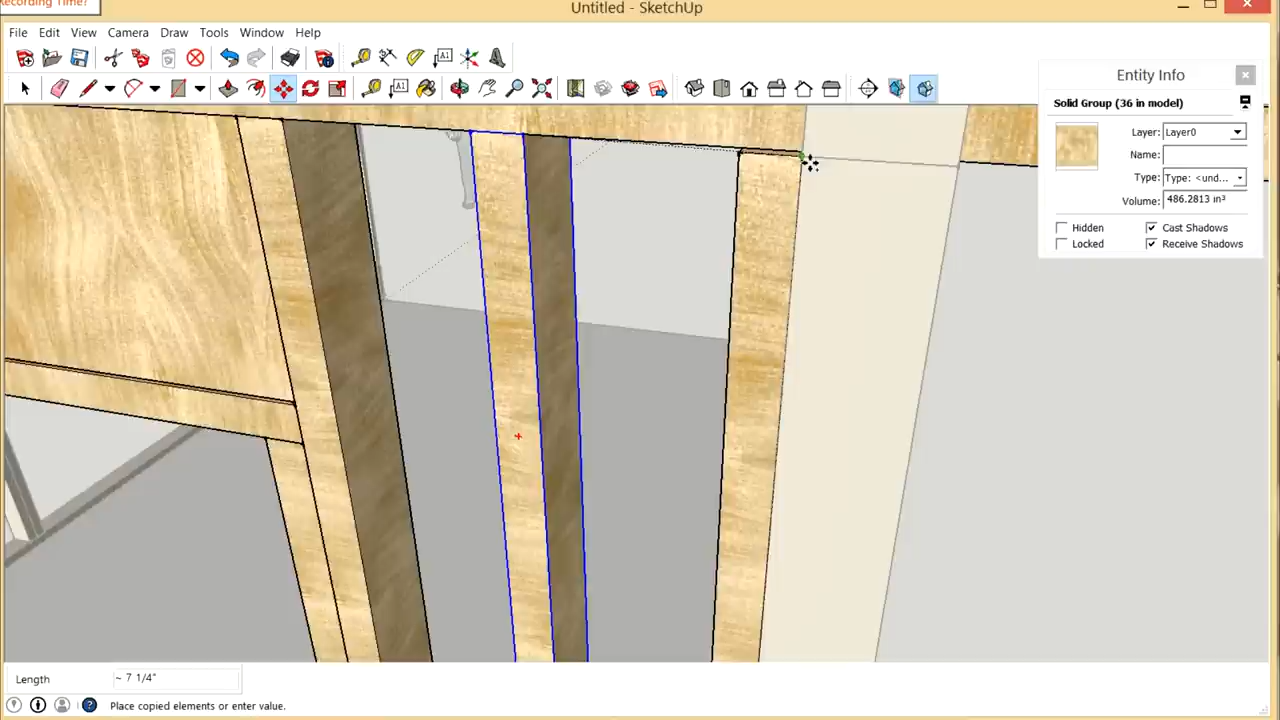 Recording Time?
Untitled - SketchUp
File Edit View Camera Draw Tools Window Help
A1
A1
Entity Info
Solid Group (36 in model)
Layer: Layer0
Name:
Type: Type: <und...
Volume: 486.2813 in³
Hidden Cast Shadows
Locked Receive Shadows
Length ~ 7 1/4"
Place copied elements or enter value.